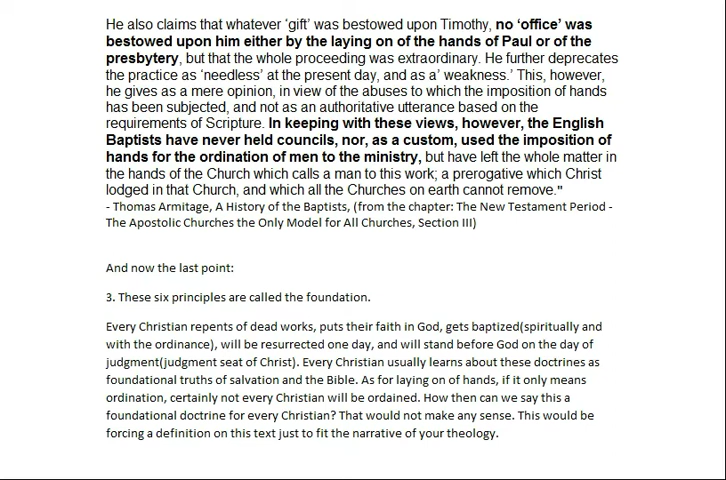 He also claims that whatever ‘gift’ was bestowed upon Timothy, no ‘office’ was
bestowed upon him either by the laying on of the hands of Paul or of the
presbytery, but that the whole proceeding was extraordinary. He further deprecates
the practice as ‘needless’ at the present day, and as a’ weakness.’ This, however,
he gives as a mere opinion, in view of the abuses to which the imposition of hands
has been subjected, and not as an authoritative utterance based on the
requirements of Scripture. In keeping with these views, however, the English
Baptists have never held councils, nor, as a custom, used the imposition of
hands for the ordination of men to the ministry, but have left the whole matter in
the hands of the Church which calls a man to this work; a prerogative which Christ
lodged in that Church, and which all the Churches on earth cannot remove."
- Thomas Armitage, A History of the Baptists, (from the chapter: The New Testament Period -
The Apostolic Churches the Only Model for All Churches, Section III)
And now the last point:
3. These six principles are called the foundation.
Every Christian repents of dead works, puts their faith in God, gets baptized(spiritually and
with the ordinance), will be resurrected one day, and will stand before God on the day of
judgment(judgment seat of Christ). Every Christian usually learns about these doctrines as
foundational truths of salvation and the Bible. As for laying on of hands, if it only means
ordination, certainly not every Christian will be ordained. How then can we say this a
foundational doctrine for every Christian? That would not make any sense. This would be
forcing a definition on this text just to fit the narrative of your theology.